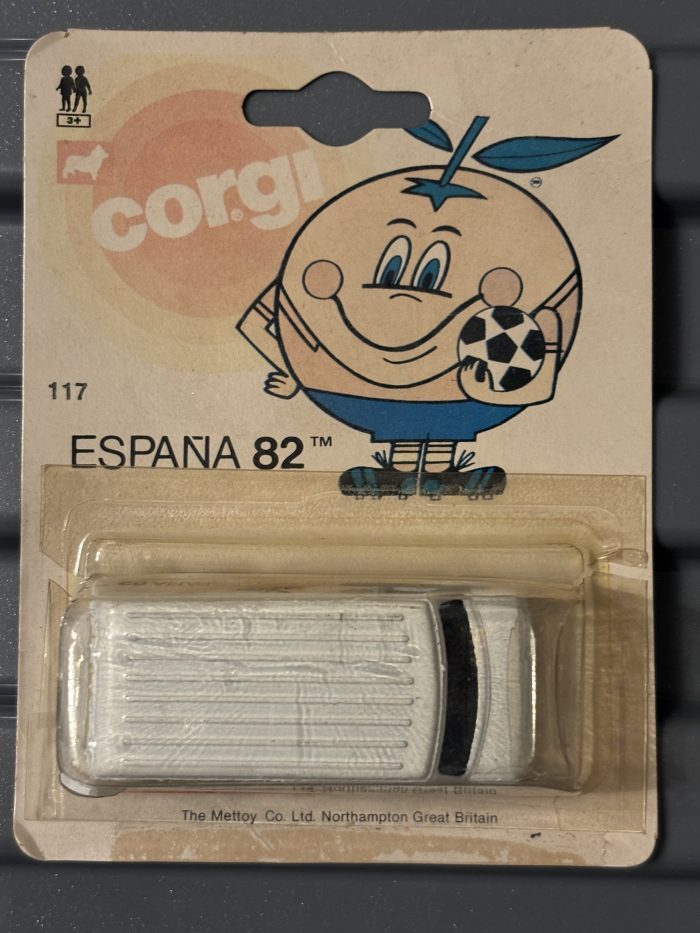 3+
corgi®
117
ESPAÑA 82™
The Mettoy Co. Ltd. Northampton Great Britain